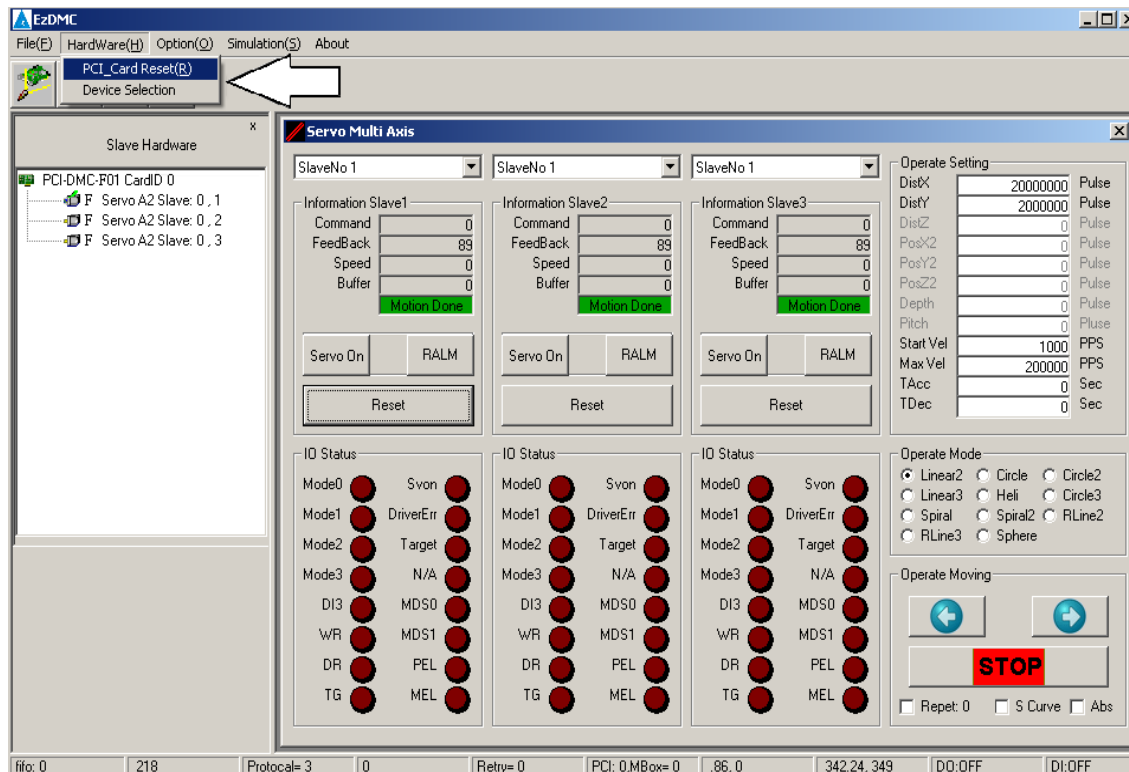 EzDMC
File(F) HardWare(H) Option(O) Simulation(S) About
PCI_Card Reset(R)
Device Selection
x
Slave Hardware
PCI-DMC-F01 CardID 0
F Servo A2 Slave: 0 , 1
F Servo A2 Slave: 0 , 2
F Servo A2 Slave: 0 , 3
Servo Multi Axis
SlaveNo 1 SlaveNo 1 SlaveNo 1
Information Slave1
Command 0
FeedBack 89
Speed 0
Buffer 0
Motion Done
Servo On RALM
Reset
Information Slave2
Command 0
FeedBack 89
Speed 0
Buffer 0
Motion Done
Servo On RALM
Reset
Information Slave3
Command 0
FeedBack 89
Speed 0
Buffer 0
Motion Done
Servo On RALM
Reset
IO Status
Mode0 Svon
Mode1 DriverErr
Mode2 Target
Mode3 N/A
DI3 MDS0
WR MDS1
DR PEL
TG MEL
IO Status
Mode0 Svon
Mode1 DriverErr
Mode2 Target
Mode3 N/A
DI3 MDS0
WR MDS1
DR PEL
TG MEL
IO Status
Mode0 Svon
Mode1 DriverErr
Mode2 Target
Mode3 N/A
DI3 MDS0
WR MDS1
DR PEL
TG MEL
Operate Setting
DistX 20000000 Pulse
DistY 2000000 Pulse
DistZ 0 Pulse
PosX2 0 Pulse
PosY2 0 Pulse
PosZ2 0 Pulse
Depth 0 Pulse
Pitch 0 Pluse
Start Vel 1000 PPS
Max Vel 200000 PPS
TAcc 0 Sec
TDec 0 Sec
Operate Mode
Linear2 Circle Circle2
Linear3 Heli Circle3
Spiral Spiral2 RLine2
RLine3 Sphere
Operate Moving
STOP
Repet: 0 S Curve Abs
fifo: 0 218 Protocal= 3 0 Retry= 0 PCI: 0,MBox= 0 .86, 0 342,24, 349 DO:OFF DI:OFF